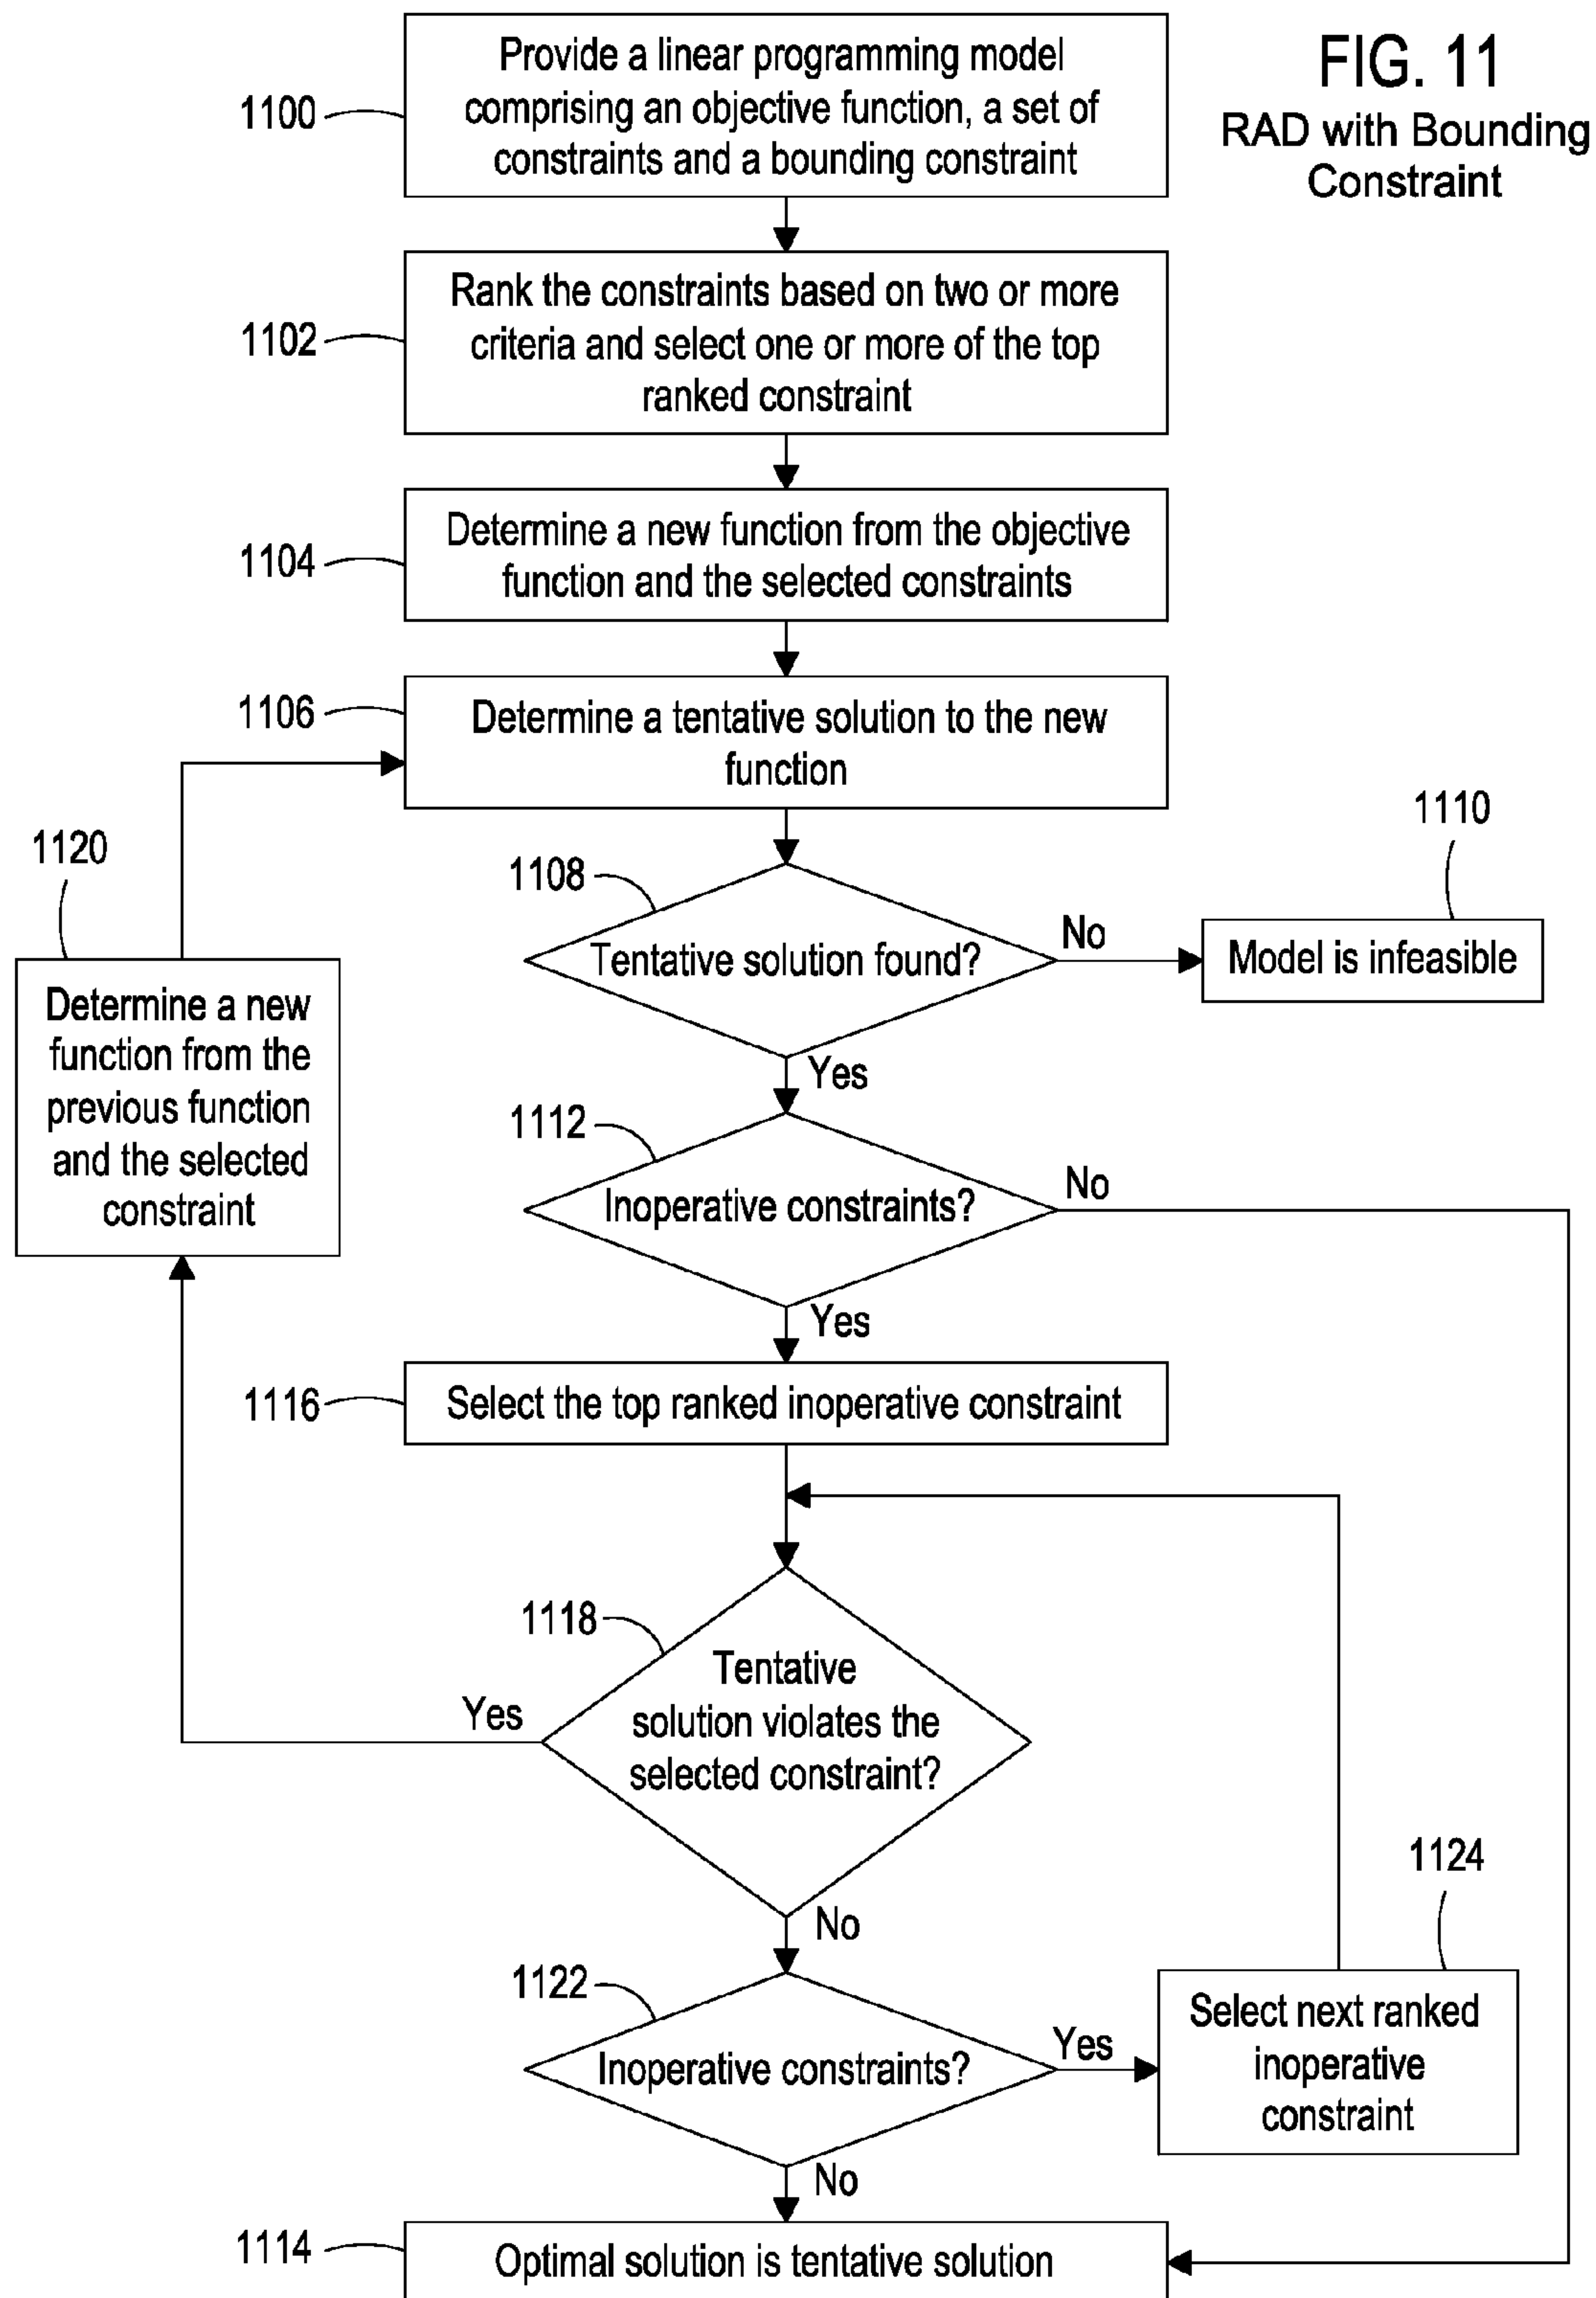 FIG. 11
RAD with Bounding
Constraint
1100
Provide a linear programming model
comprising an objective function, a set of
constraints and a bounding constraint
1102
Rank the constraints based on two or more
criteria and select one or more of the top
ranked constraint
1104
Determine a new function from the objective
function and the selected constraints
1106
Determine a tentative solution to the new
function
1108
Tentative solution found?
No
1110
Model is infeasible
Yes
1120
Determine a new
function from the
previous function
and the selected
constraint
1112
Inoperative constraints?
No
Yes
1116
Select the top ranked inoperative constraint
1118
Tentative
solution violates the
selected constraint?
Yes
No
1122
Inoperative constraints?
Yes
1124
Select next ranked
inoperative
constraint
No
1114
Optimal solution is tentative solution